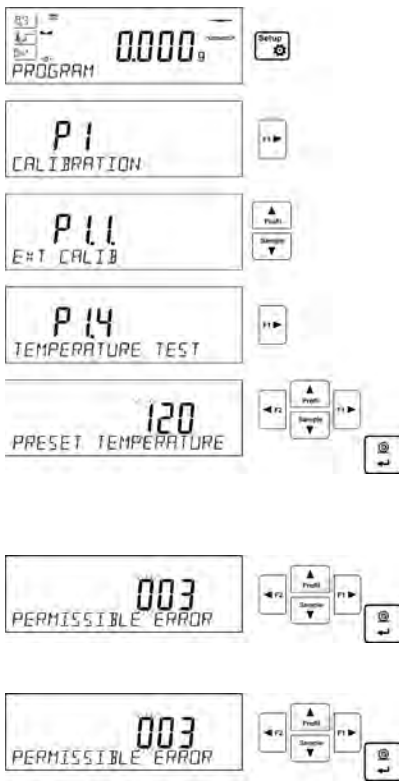 0.000 g
PROGRAM
Setup
P1
CALIBRATION
F1 ▶
P1.1.
EXT CALIB
▲
Profil
Sample
▼
P1.4
TEMPERATURE TEST
F1 ▶
120
PRESET TEMPERATURE
◀ F2
▲
Profil
Sample
▼
F1 ▶
003
PERMISSIBLE ERROR
◀ F2
▲
Profil
Sample
▼
F1 ▶
003
PERMISSIBLE ERROR
◀ F2
▲
Profil
Sample
▼
F1 ▶